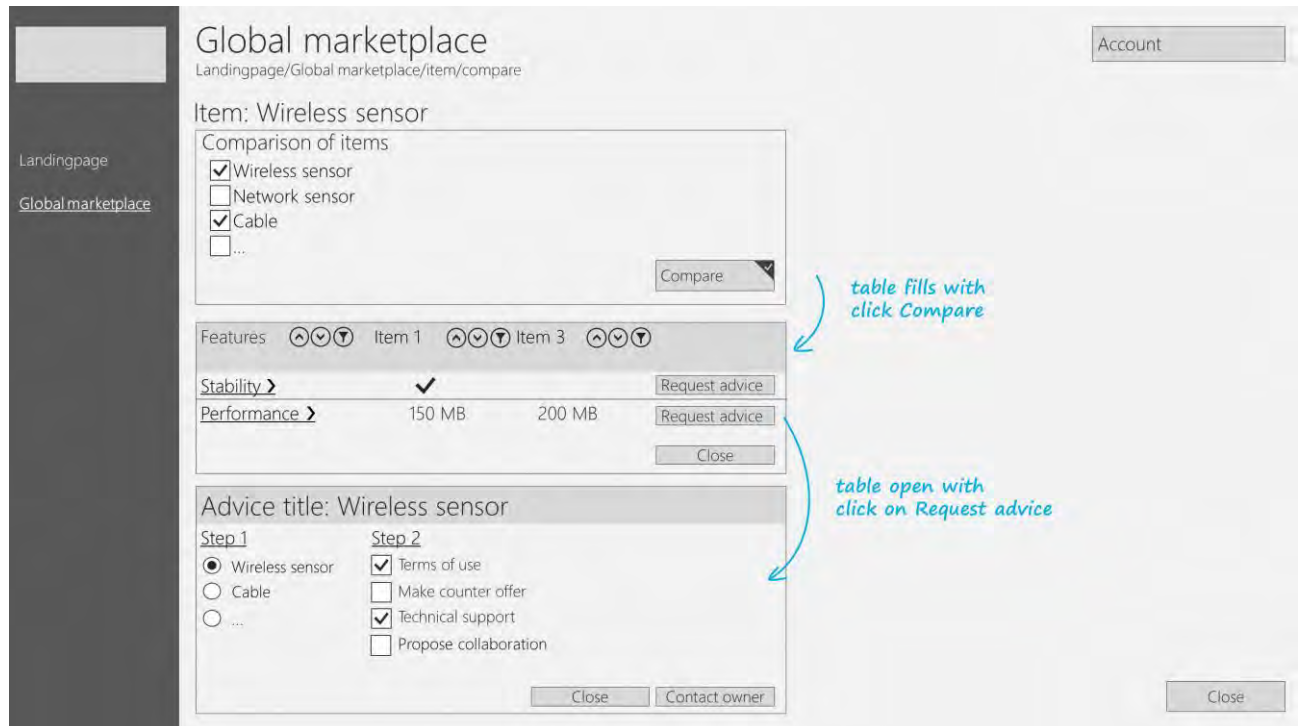 Global marketplace
Landingpage/Global marketplace/item/compare
Account
Landingpage
Global marketplace
Item: Wireless sensor
Comparison of items
Wireless sensor
Network sensor
Cable
...
Compare
table fills with
click Compare
Features Item 1 Item 3
Stability Request advice
Performance 150 MB 200 MB Request advice
Close
table open with
click on Request advice
Advice title: Wireless sensor
Step 1 Step 2
Wireless sensor Terms of use
Cable Make counter offer
... Technical support
Propose collaboration
Close Contact owner
Close